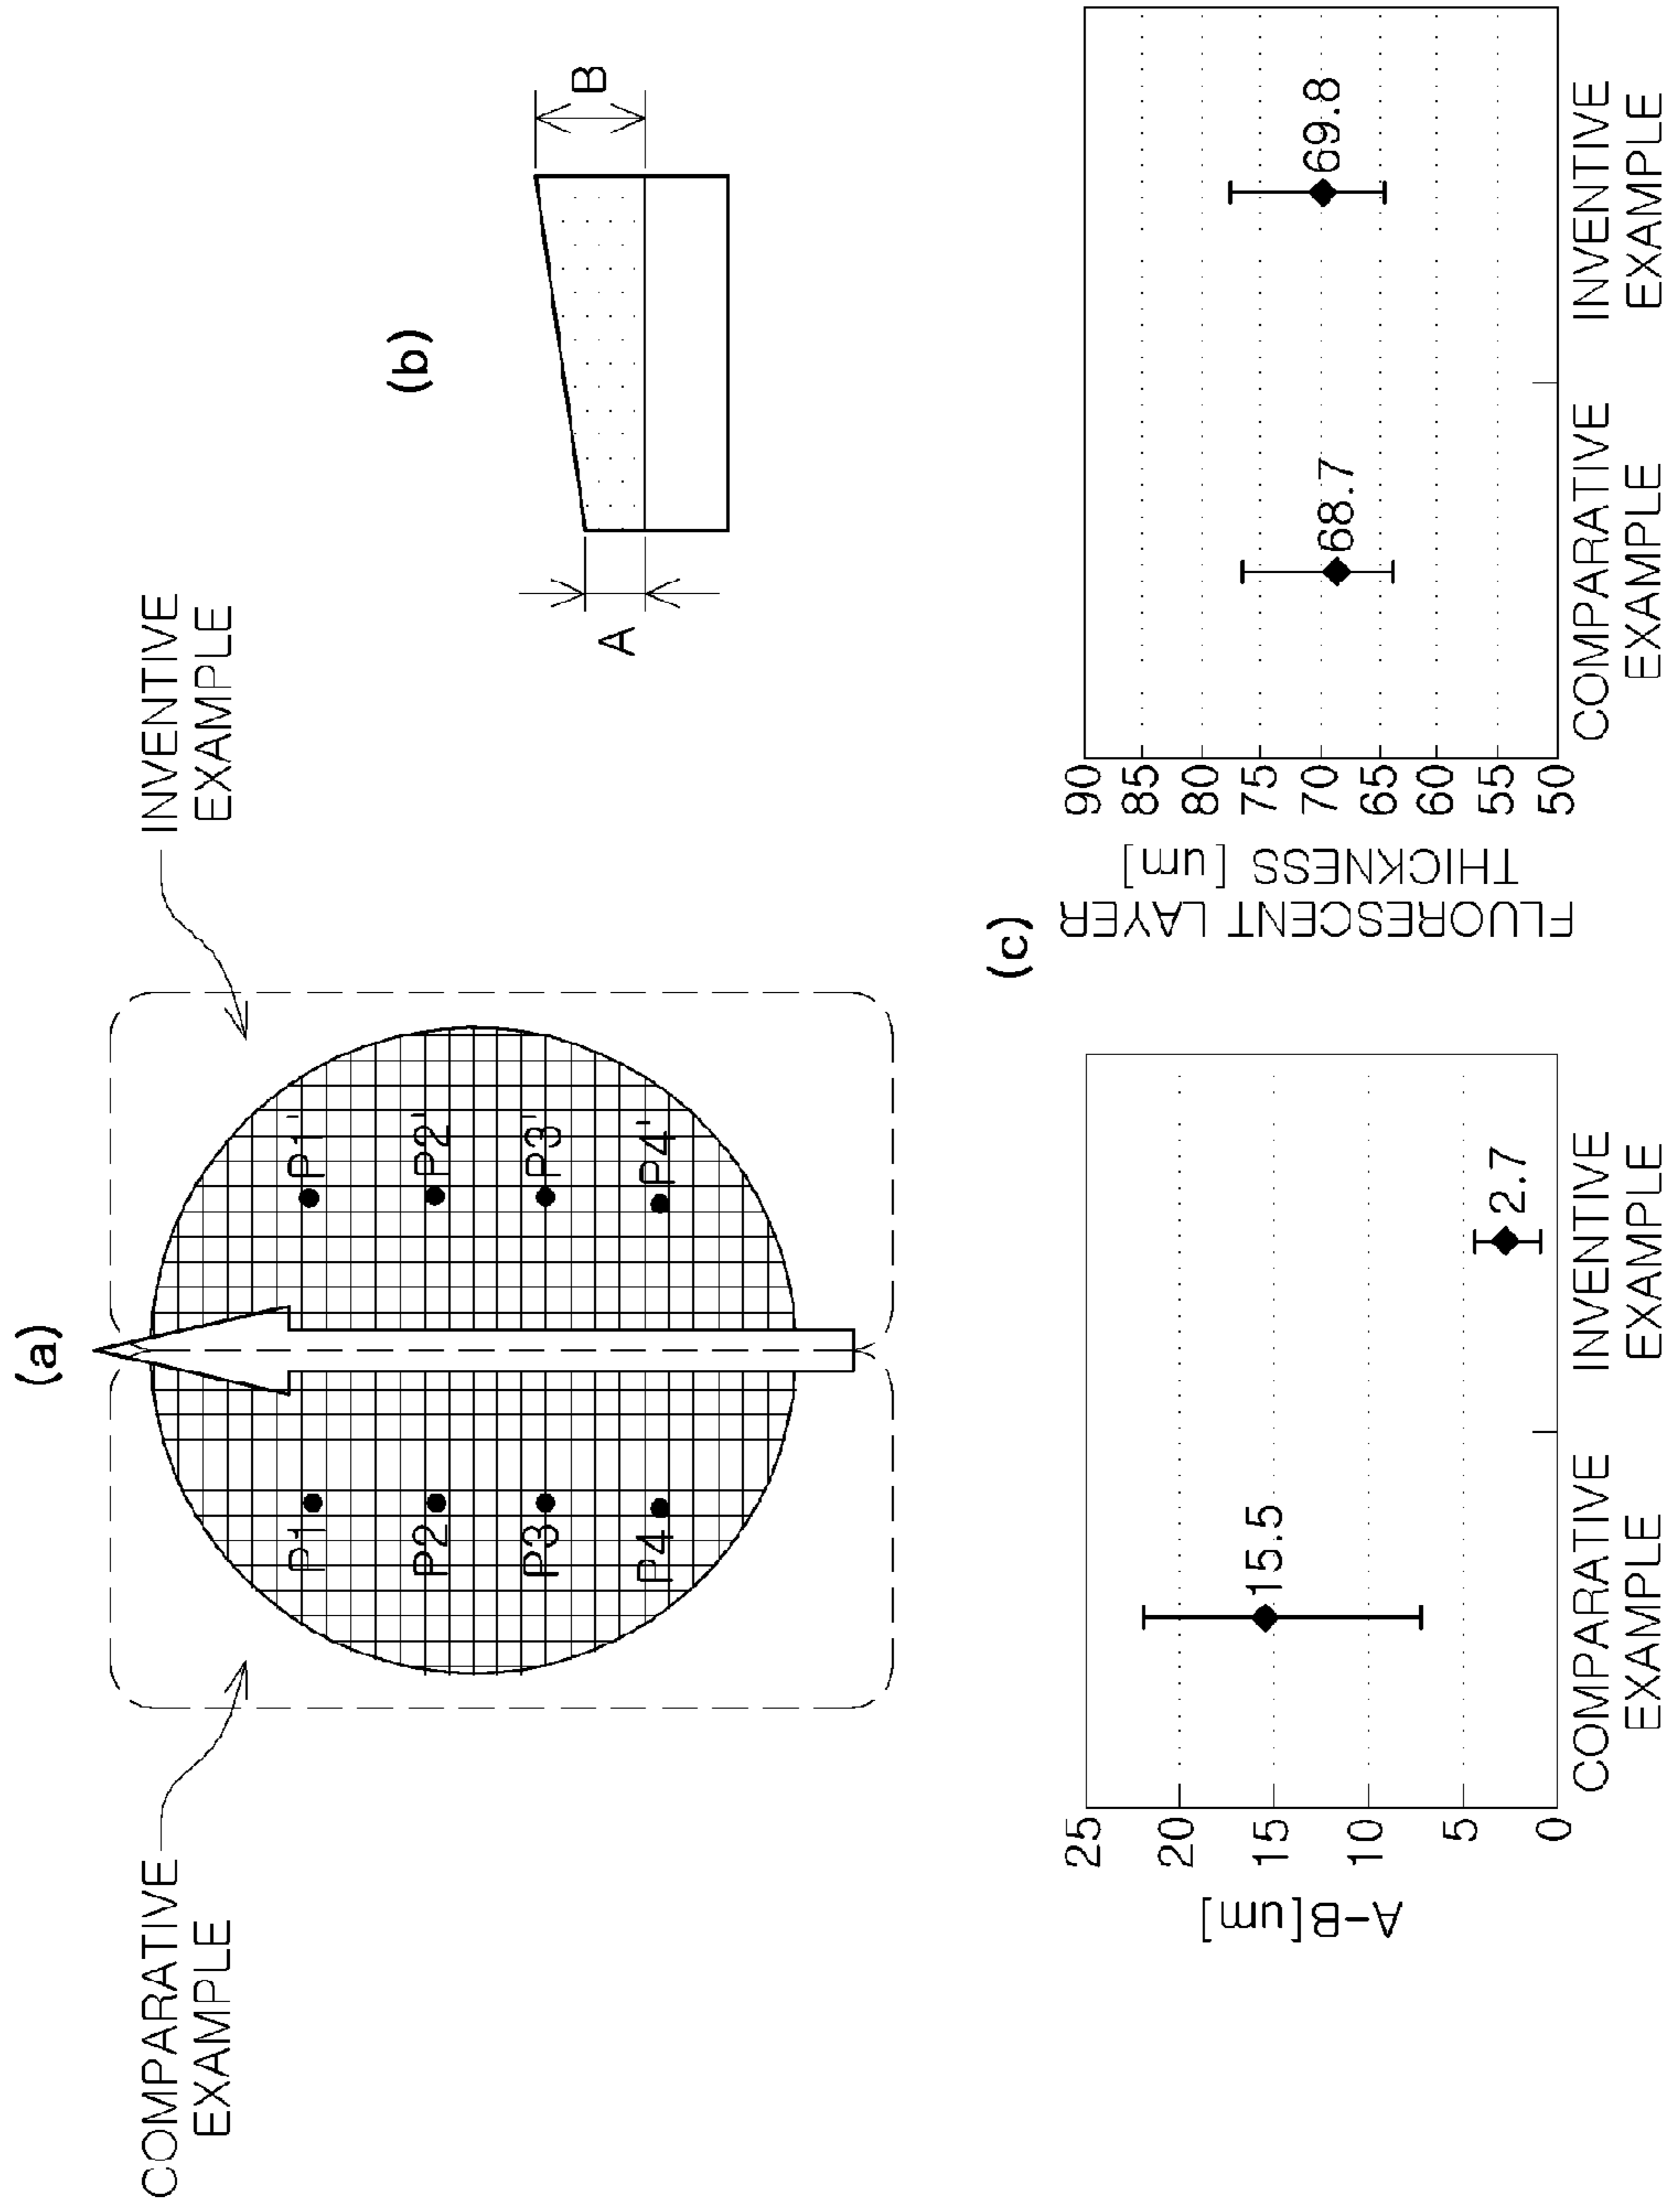 (a)
COMPARATIVE
EXAMPLE
INVENTIVE
EXAMPLE
P1
P1'
P2
P2'
P3
P3'
P4
P4'
(b)
A
B
(c)
A-B[um]
25
20
15
10
5
0
15.5
2.7
COMPARATIVE
EXAMPLE
INVENTIVE
EXAMPLE
FLUORESCENT LAYER
THICKNESS [um]
90
85
80
75
70
65
60
55
50
68.7
69.8
COMPARATIVE
EXAMPLE
INVENTIVE
EXAMPLE